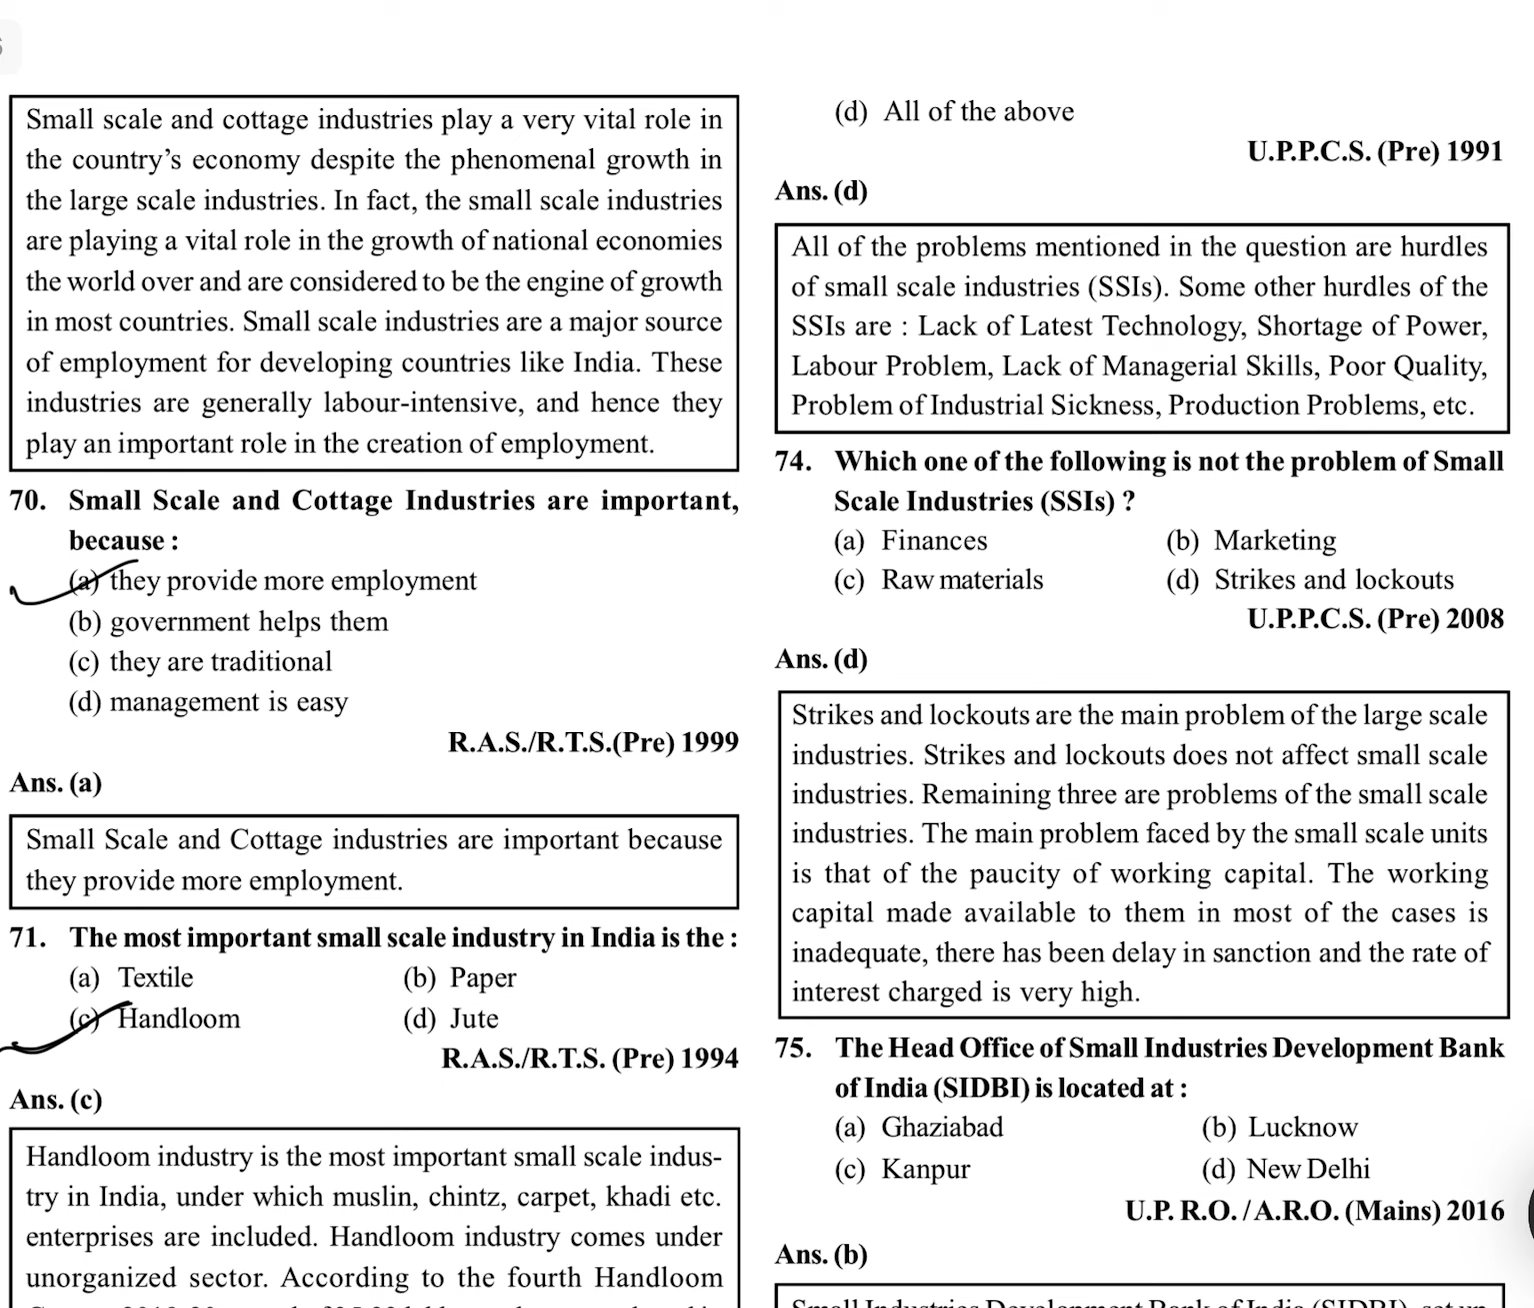 Small scale and cottage industries play a very vital role in
the country’s economy despite the phenomenal growth in
the large scale industries. In fact, the small scale industries
are playing a vital role in the growth of national economies
the world over and are considered to be the engine of growth
in most countries. Small scale industries are a major source
of employment for developing countries like India. These
industries are generally labour-intensive, and hence they
play an important role in the creation of employment.
70. Small Scale and Cottage Industries are important,
because :
(a) they provide more employment
(b) government helps them
(c) they are traditional
(d) management is easy
R.A.S./R.T.S.(Pre) 1999
Ans. (a)
Small Scale and Cottage industries are important because
they provide more employment.
71. The most important small scale industry in India is the :
(a) Textile (b) Paper
(c) Handloom (d) Jute
R.A.S./R.T.S. (Pre) 1994
Ans. (c)
Handloom industry is the most important small scale indus-
try in India, under which muslin, chintz, carpet, khadi etc.
enterprises are included. Handloom industry comes under
unorganized sector. According to the fourth Handloom
(d) All of the above
U.P.P.C.S. (Pre) 1991
Ans. (d)
All of the problems mentioned in the question are hurdles
of small scale industries (SSIs). Some other hurdles of the
SSIs are : Lack of Latest Technology, Shortage of Power,
Labour Problem, Lack of Managerial Skills, Poor Quality,
Problem of Industrial Sickness, Production Problems, etc.
74. Which one of the following is not the problem of Small
Scale Industries (SSIs) ?
(a) Finances (b) Marketing
(c) Raw materials (d) Strikes and lockouts
U.P.P.C.S. (Pre) 2008
Ans. (d)
Strikes and lockouts are the main problem of the large scale
industries. Strikes and lockouts does not affect small scale
industries. Remaining three are problems of the small scale
industries. The main problem faced by the small scale units
is that of the paucity of working capital. The working
capital made available to them in most of the cases is
inadequate, there has been delay in sanction and the rate of
interest charged is very high.
75. The Head Office of Small Industries Development Bank
of India (SIDBI) is located at :
(a) Ghaziabad (b) Lucknow
(c) Kanpur (d) New Delhi
U.P. R.O. / A.R.O. (Mains) 2016
Ans. (b)
Small Industries Development Bank of India (SIDBI), set up